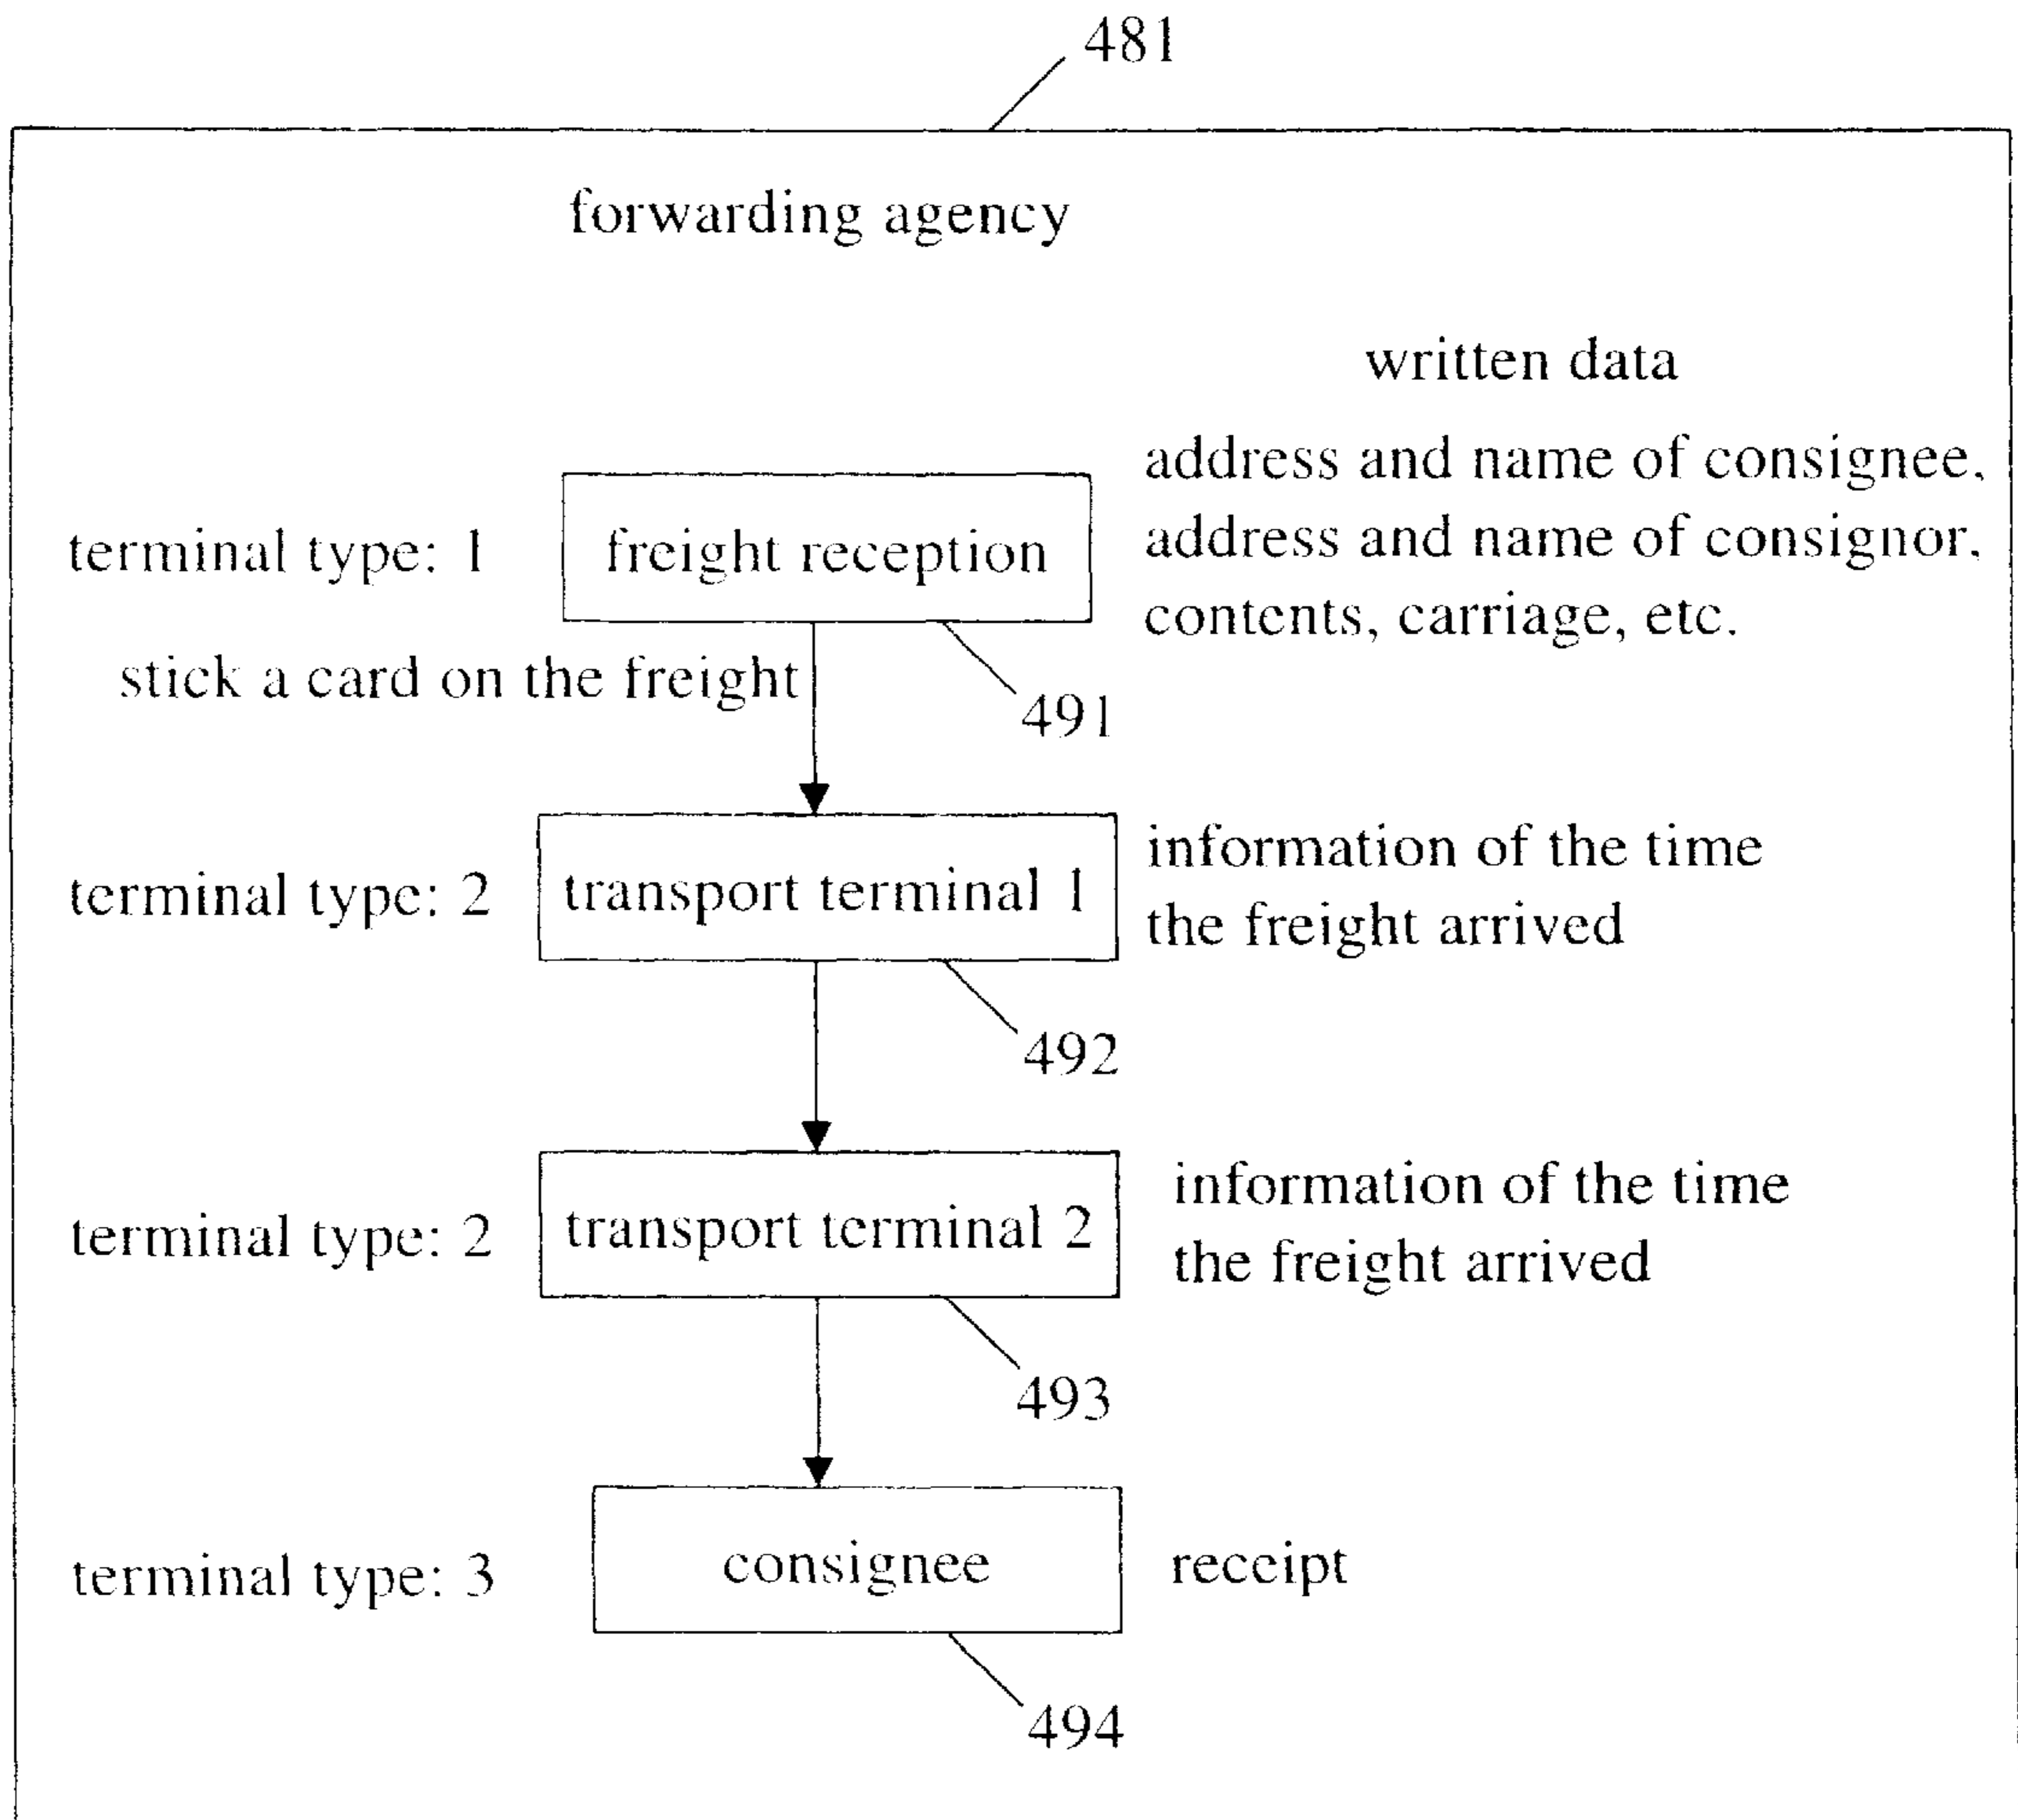 481
forwarding agency
written data
address and name of consignee,
address and name of consignor,
contents, carriage, etc.
terminal type: 1
freight reception
stick a card on the freight
491
terminal type: 2
transport terminal 1
information of the time
the freight arrived
492
terminal type: 2
transport terminal 2
information of the time
the freight arrived
493
terminal type: 3
consignee
receipt
494